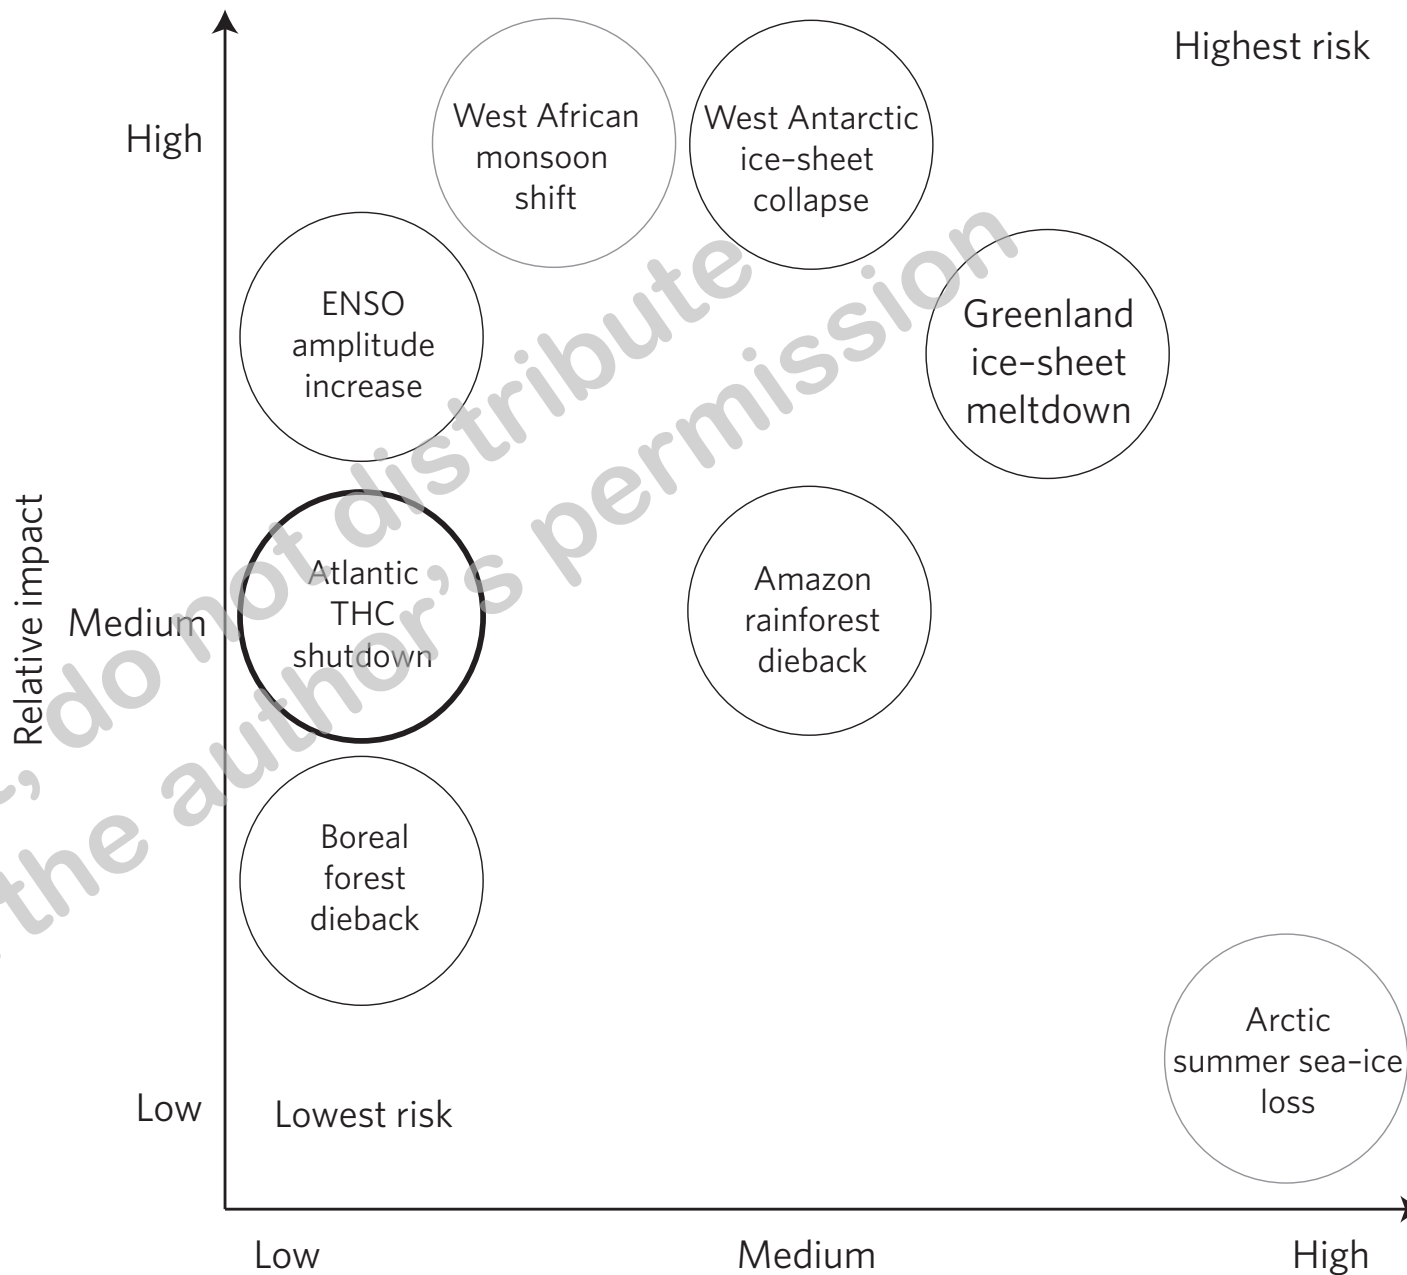 Highest risk
High
West African
monsoon
shift
West Antarctic
ice-sheet
collapse
ENSO
amplitude
increase
Greenland
ice-sheet
meltdown
Relative impact
Medium
Atlantic
THC
shutdown
Amazon
rainforest
dieback
Boreal
forest
dieback
Arctic
summer sea-ice
loss
Low
Lowest risk
Low
Medium
High
do not distribute
the author's permission